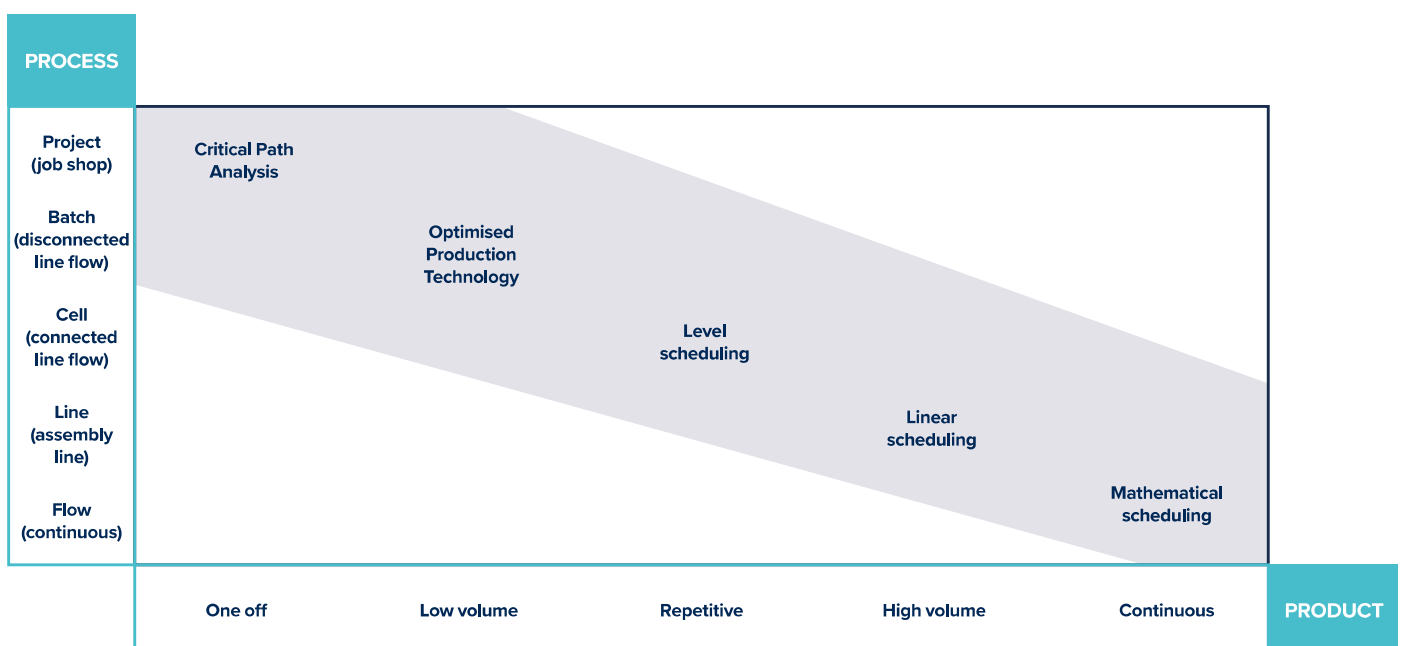 PROCESS
Project
(job shop)
Batch
(disconnected
line flow)
Cell
(connected
line flow)
Line
(assembly
line)
Flow
(continuous)
Critical Path
Analysis
Optimised
Production
Technology
Level
scheduling
Linear
scheduling
Mathematical
scheduling
One off
Low volume
Repetitive
High volume
Continuous
PRODUCT